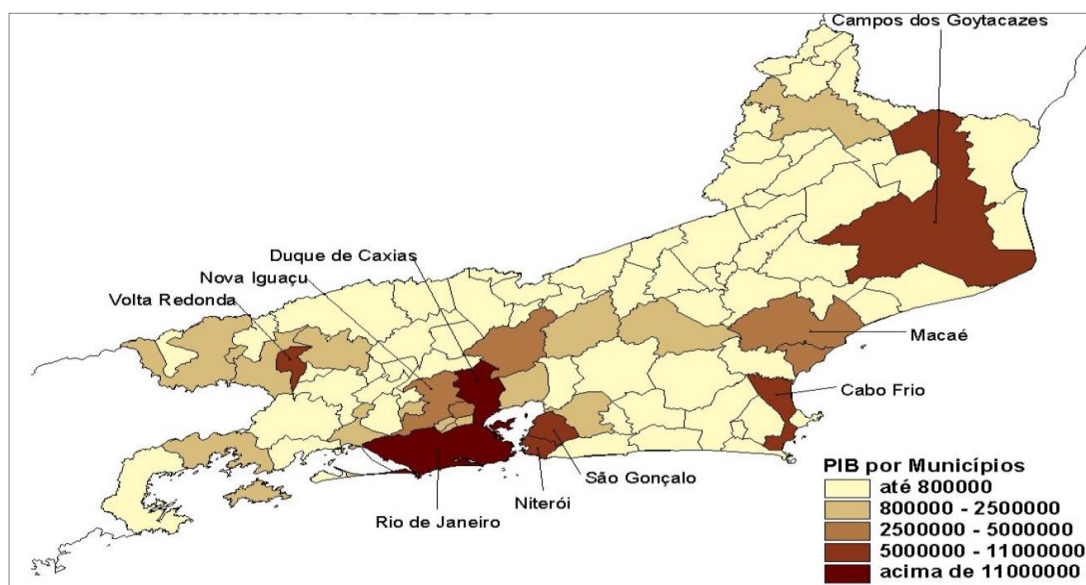 Campos dos Goytacazes
Duque de Caxias
Nova Iguaçu
Volta Redonda
Macaé
Cabo Frio
São Gonçalo
Niterói
Rio de Janeiro
PIB por Municípios
até 800000
800000 - 2500000
2500000 - 5000000
5000000 - 11000000
acima de 11000000